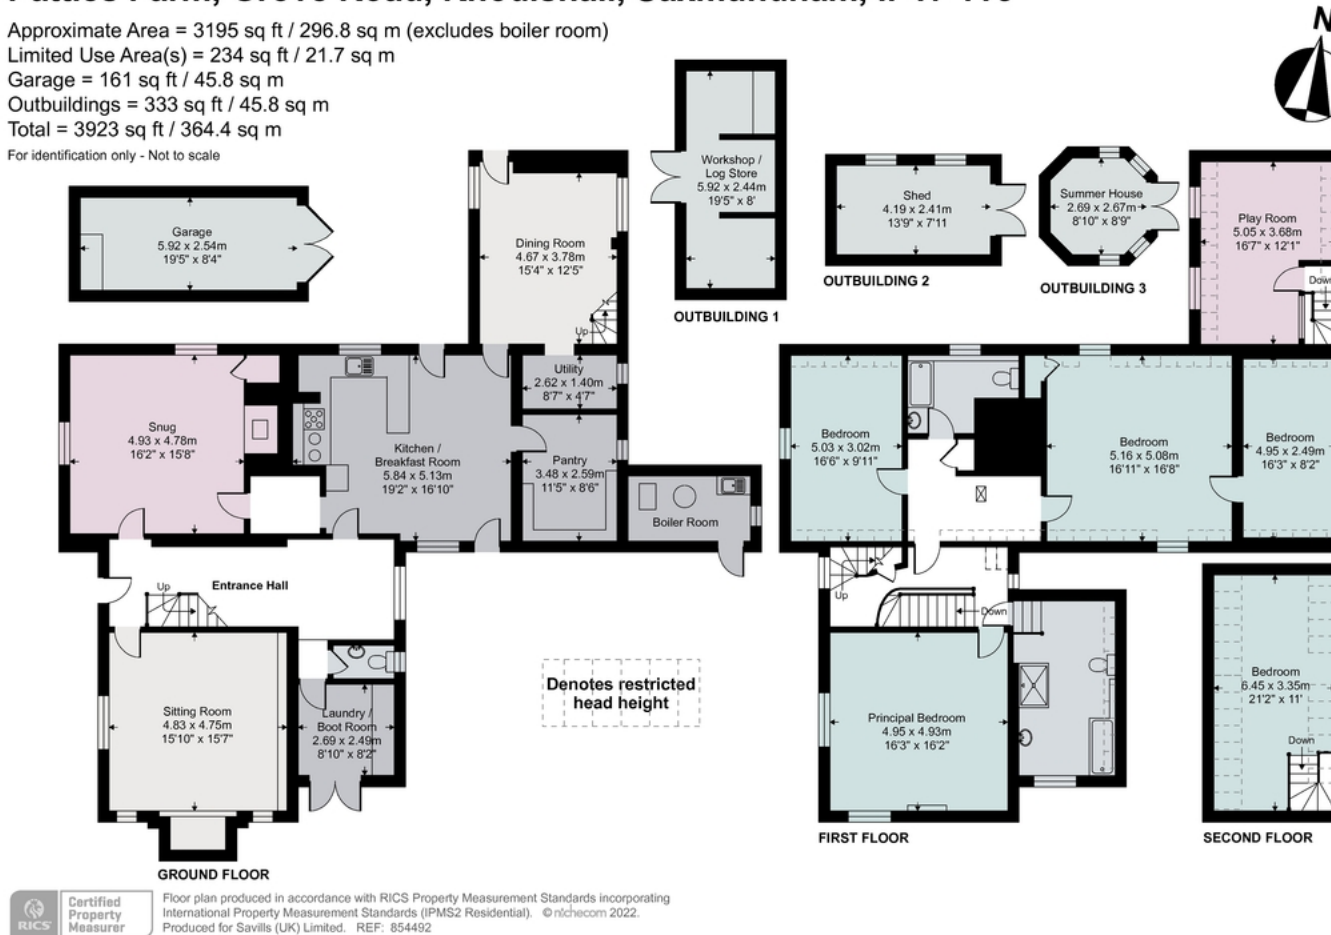 Approximate Area = 3195 sq ft / 296.8 sq m (excludes boiler room)
Limited Use Area(s) = 234 sq ft / 21.7 sq m
Garage = 161 sq ft / 45.8 sq m
Outbuildings = 333 sq ft / 45.8 sq m
Total = 3923 sq ft / 364.4 sq m
For identification only - Not to scale
N
Garage
5.92 x 2.54m
19'5" x 8'4"
Dining Room
4.67 x 3.78m
15'4" x 12'5"
Up
Workshop /
Log Store
5.92 x 2.44m
19'5" x 8'
OUTBUILDING 1
Shed
4.19 x 2.41m
13'9" x 7'11
OUTBUILDING 2
Summer House
2.69 x 2.67m
8'10" x 8'9"
OUTBUILDING 3
Play Room
5.05 x 3.68m
16'7" x 12'1"
Down
Snug
4.93 x 4.78m
16'2" x 15'8"
Kitchen /
Breakfast Room
5.84 x 5.13m
19'2" x 16'10"
Utility
2.62 x 1.40m
8'7" x 4'7"
Pantry
3.48 x 2.59m
11'5" x 8'6"
Boiler Room
Entrance Hall
Up
Sitting Room
4.83 x 4.75m
15'10" x 15'7"
Laundry /
Boot Room
2.69 x 2.49m
8'10" x 8'2"
GROUND FLOOR
Denotes restricted
head height
Bedroom
5.03 x 3.02m
16'6" x 9'11"
Bedroom
5.16 x 5.08m
16'11" x 16'8"
Bedroom
4.95 x 2.49m
16'3" x 8'2"
Up
Down
Principal Bedroom
4.95 x 4.93m
16'3" x 16'2"
FIRST FLOOR
Bedroom
6.45 x 3.35m
21'2" x 11'
Down
SECOND FLOOR
RICS
Certified
Property
Measurer
Floor plan produced in accordance with RICS Property Measurement Standards incorporating
International Property Measurement Standards (IPMS2 Residential). © nichecom 2022.
Produced for Savills (UK) Limited. REF: 854492